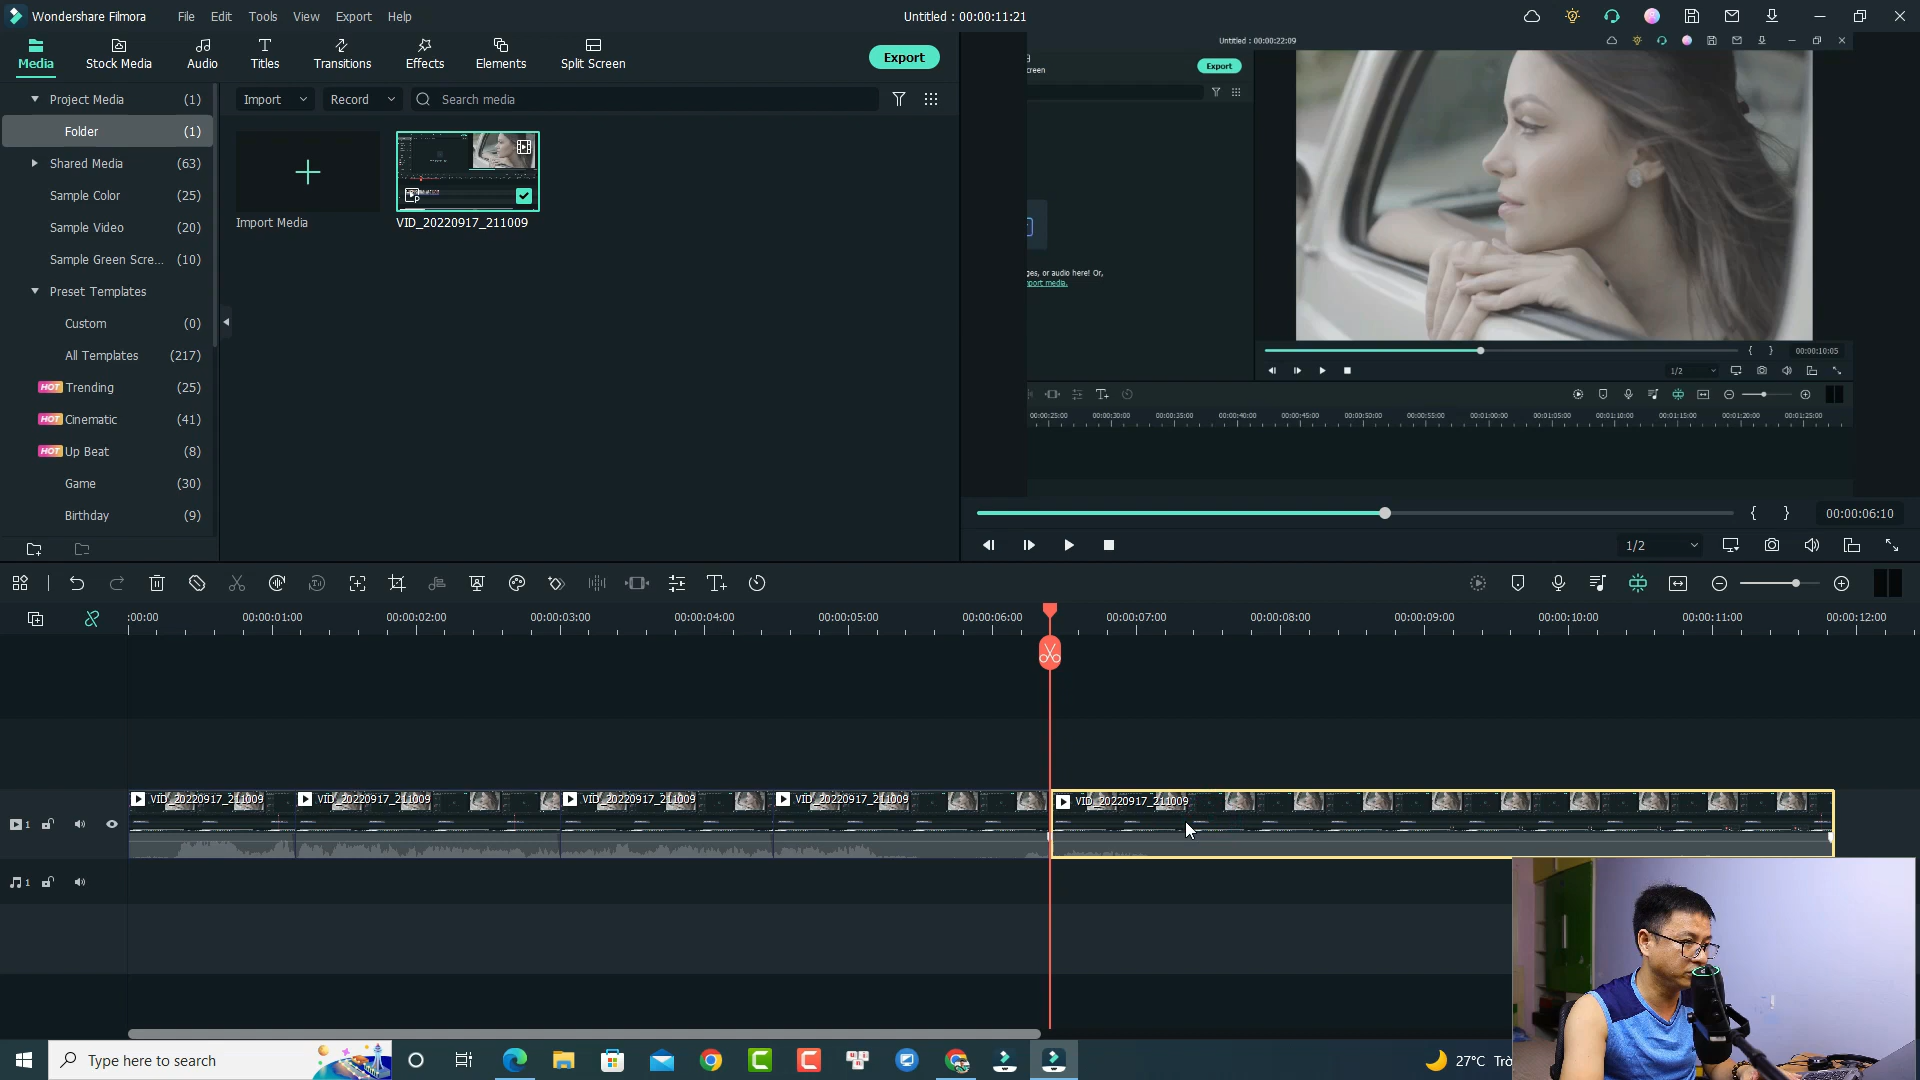 Wondershare Filmora
File
Edit
Tools
View
Export
Help
Untitled : 00:00:11:21
Media
Stock Media
Audio
Titles
Transitions
Effects
Elements
Split Screen
Export
Project Media (1)
Folder (1)
Shared Media (63)
Sample Color (25)
Sample Video (20)
Sample Green Scre... (10)
Preset Templates
Custom (0)
All Templates (217)
HOT Trending (25)
HOT Cinematic (41)
HOT Up Beat (8)
Game (30)
Birthday (9)
Import
Record
Search media
Import Media
VID_20220917_211009
Untitled : 00:00:22:09
reen
Export
ges, or audio here! Or,
port media.
00:00:10:05
1/2
00:00:25:00 00:00:30:00 00:00:35:00 00:00:40:00 00:00:45:00 00:00:50:00 00:00:55:00 00:01:00:00 00:01:05:00 00:01:10:00 00:01:15:00 00:01:20:00 00:01:25:00
{ } 00:00:06:10
1/2
:00:00 00:00:01:00 00:00:02:00 00:00:03:00 00:00:04:00 00:00:05:00 00:00:06:00 00:00:07:00 00:00:08:00 00:00:09:00 00:00:10:00 00:00:11:00 00:00:12:00
VID_20220917_211009
VID_20220917_211009
VID_20220917_211009
VID_20220917_211009
VID_20220917_211009
1
1
Type here to search
27°C Trò